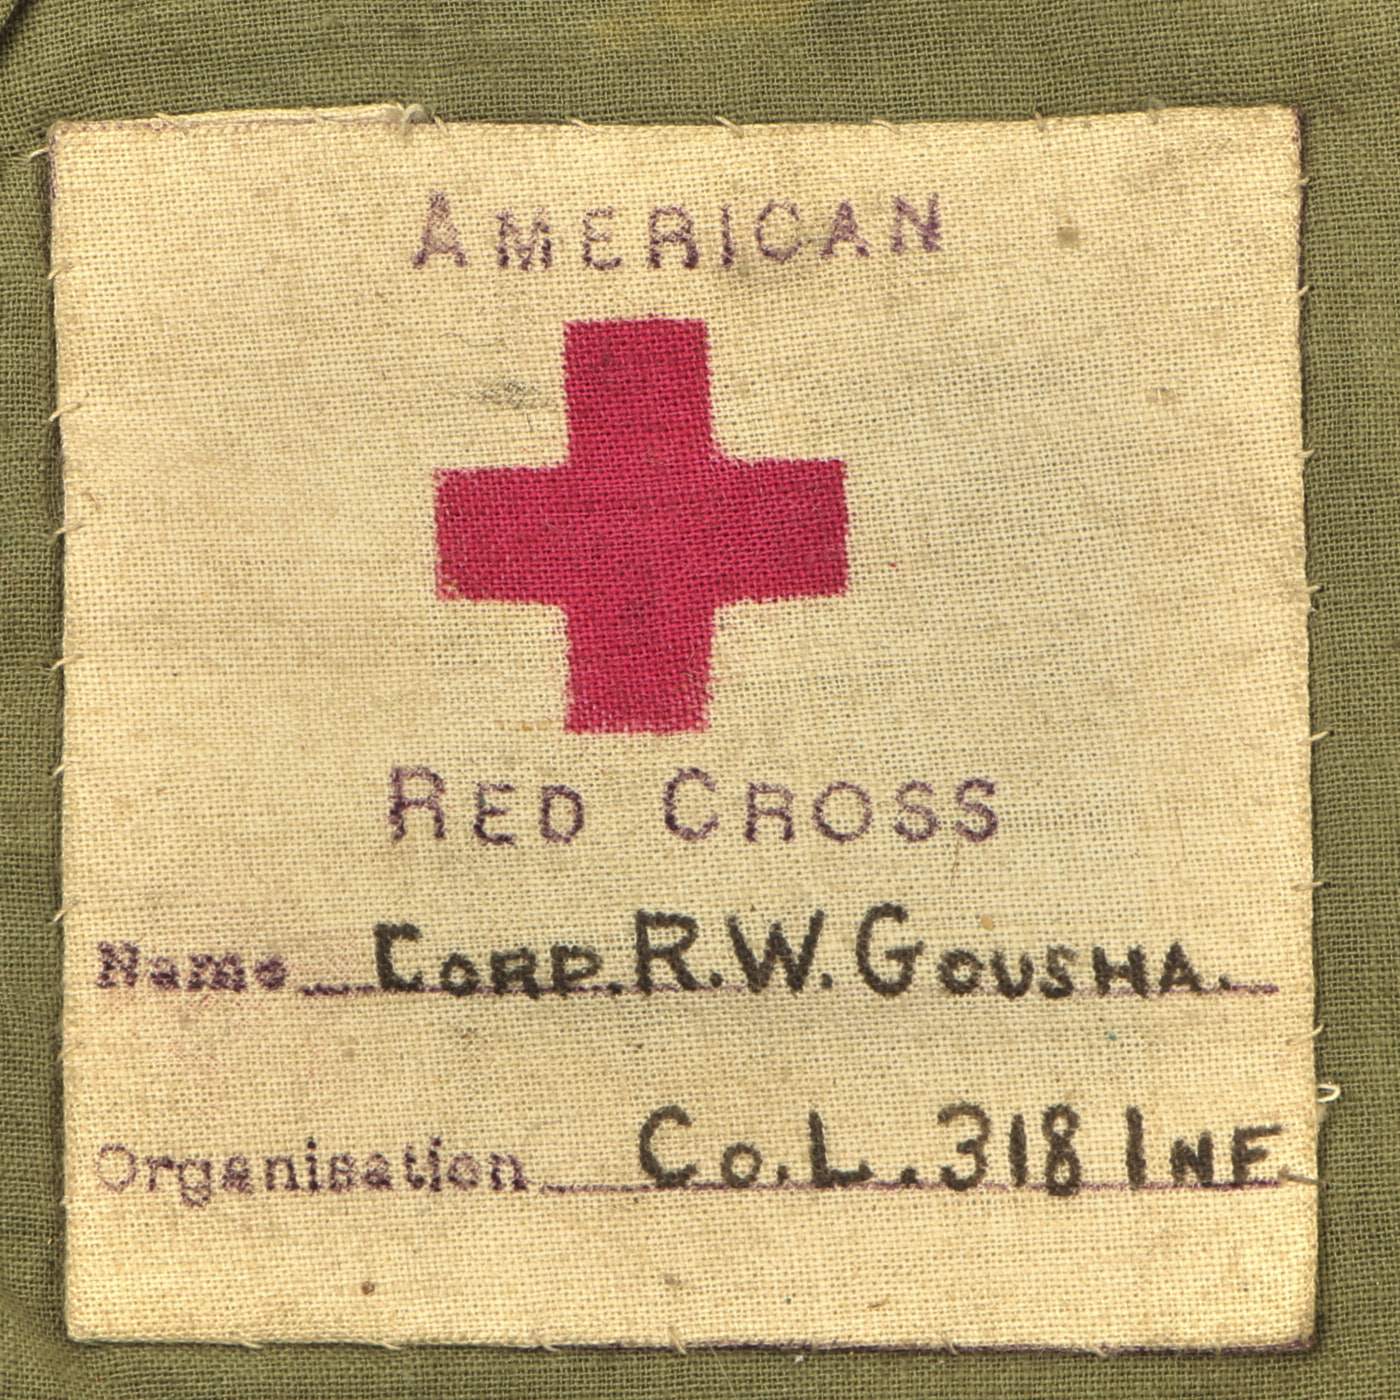 AMERICAN
RED CROSS
Name CORP. R. W. GOUSHA.
Organisation Co. L. 318 INF.